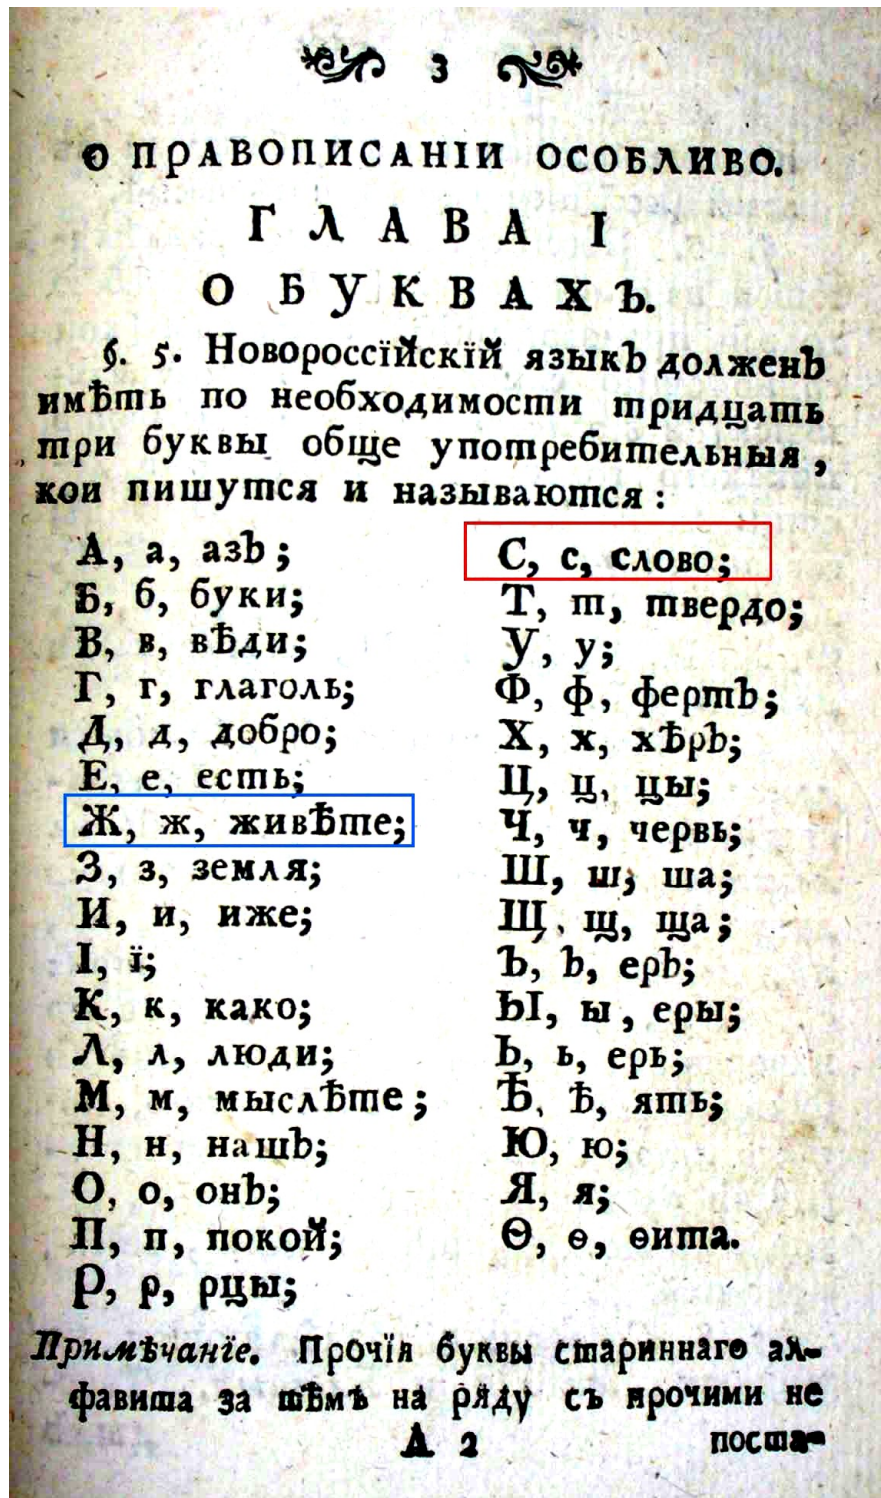 3
О ПРАВОПИСАНІИ ОСОБЛИВО.
ГЛАВА I
О БУКВАХЪ.
§. 5. Новороссїйскїй языкъ долженъ
имѣть по необходимости тридцать
три буквы обще употребительныя,
кои пишутся и называются:
А, а, азъ;
Б, б, буки;
В, в, вѣди;
Г, г, глаголь;
Д, д, добро;
Е, е, есть;
Ж, ж, живѣте;
З, з, земля;
И, и, иже;
І, ї;
К, к, како;
Л, л, люди;
М, м, мыслѣте;
Н, н, нашъ;
О, о, онъ;
П, п, покой;
Р, р, рцы;
С, с, слово;
Т, т, твердо;
У, у;
Ф, ф, фертъ;
Х, х, хѣръ;
Ц, ц, цы;
Ч, ч, червь;
Ш, ш, ша;
Щ, щ, ща;
Ъ, ъ, еръ;
Ы, ы, еры;
Ь, ь, ерь;
Ѣ, ѣ, ять;
Ю, ю;
Я, я;
Ѳ, ѳ, ѳита.
Примѣчанїе. Прочїя буквы стариннаго ал-
фавита за тѣмъ на ряду съ прочими не
А 2 поста-